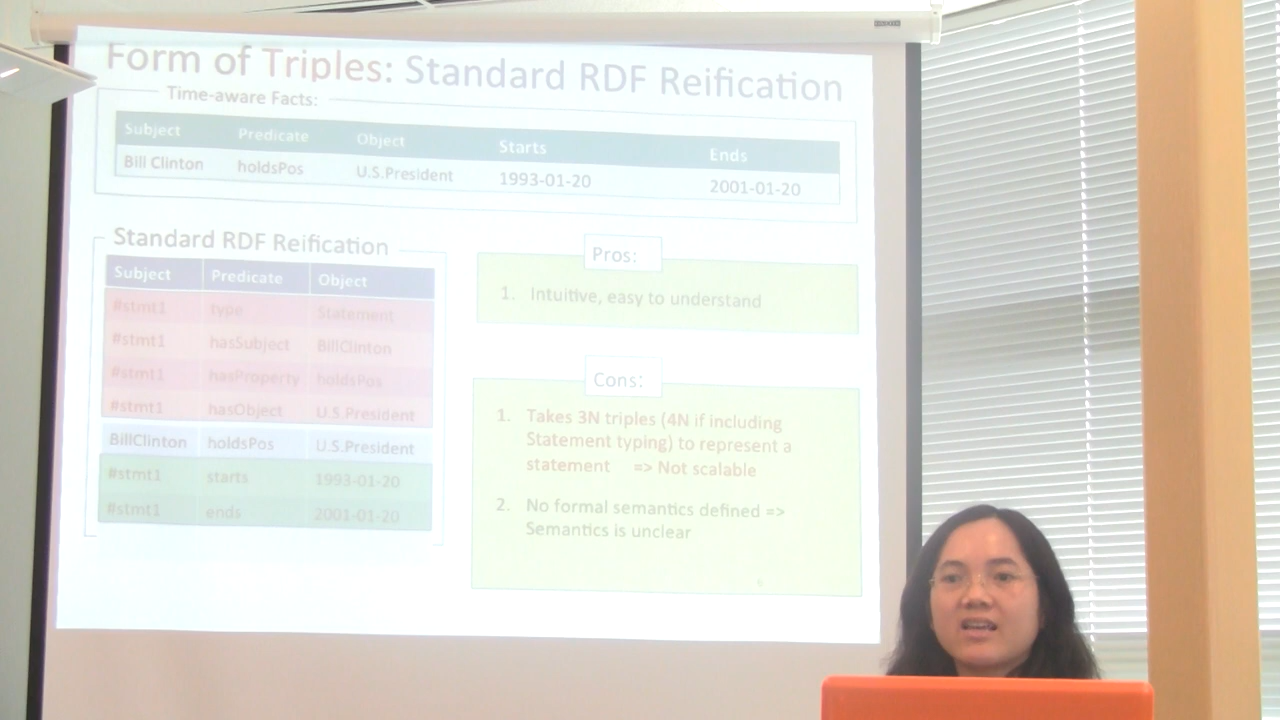 Form of Triples: Standard RDF Reification
Time-aware Facts:
Subject Predicate Object Starts Ends
Bill Clinton holdsPos U.S.President 1993-01-20 2001-01-20
Standard RDF Reification
Subject Predicate Object
#stmt1 type Statement
#stmt1 hasSubject BillClinton
#stmt1 hasProperty holdsPos
#stmt1 hasObject U.S.President
BillClinton holdsPos U.S.President
#stmt1 starts 1993-01-20
#stmt1 ends 2001-01-20
Pros:
1. Intuitive, easy to understand
Cons:
1. Takes 3N triples (4N if including
Statement typing) to represent a
statement => Not scalable
2. No formal semantics defined =>
Semantics is unclear